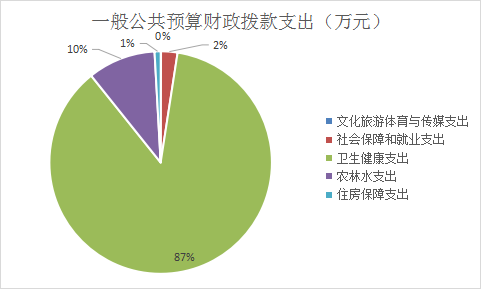 一般公共预算财政拨款支出（万元）
0%
1%
2%
10%
87%
文化旅游体育与传媒支出
社会保障和就业支出
卫生健康支出
农林水支出
住房保障支出